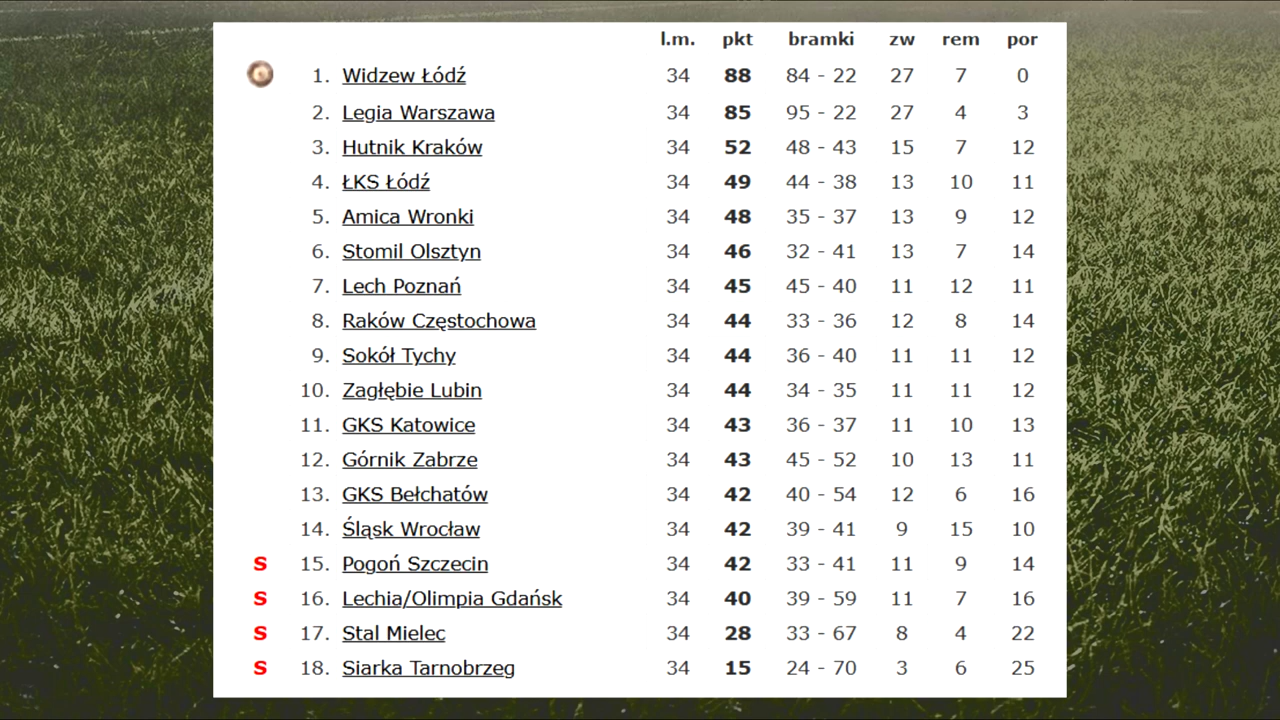 l.m. pkt bramki zw rem por
1. Widzew Łódź 34 88 84 - 22 27 7 0
2. Legia Warszawa 34 85 95 - 22 27 4 3
3. Hutnik Kraków 34 52 48 - 43 15 7 12
4. ŁKS Łódź 34 49 44 - 38 13 10 11
5. Amica Wronki 34 48 35 - 37 13 9 12
6. Stomil Olsztyn 34 46 32 - 41 13 7 14
7. Lech Poznań 34 45 45 - 40 11 12 11
8. Raków Częstochowa 34 44 33 - 36 12 8 14
9. Sokół Tychy 34 44 36 - 40 11 11 12
10. Zagłębie Lubin 34 44 34 - 35 11 11 12
11. GKS Katowice 34 43 36 - 37 11 10 13
12. Górnik Zabrze 34 43 45 - 52 10 13 11
13. GKS Bełchatów 34 42 40 - 54 12 6 16
14. Śląsk Wrocław 34 42 39 - 41 9 15 10
S 15. Pogoń Szczecin 34 42 33 - 41 11 9 14
S 16. Lechia/Olimpia Gdańsk 34 40 39 - 59 11 7 16
S 17. Stal Mielec 34 28 33 - 67 8 4 22
S 18. Siarka Tarnobrzeg 34 15 24 - 70 3 6 25